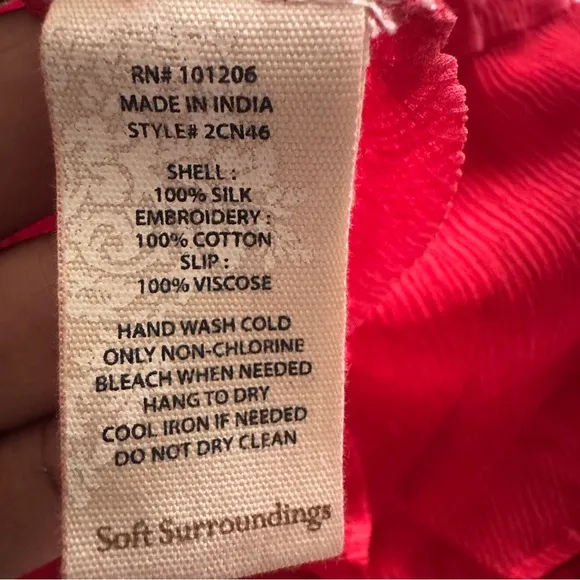 RN# 101206
MADE IN INDIA
STYLE# 2CN46
SHELL :
100% SILK
EMBROIDERY :
100% COTTON
SLIP :
100% VISCOSE
HAND WASH COLD
ONLY NON-CHLORINE
BLEACH WHEN NEEDED
HANG TO DRY
COOL IRON IF NEEDED
DO NOT DRY CLEAN
Soft Surroundings